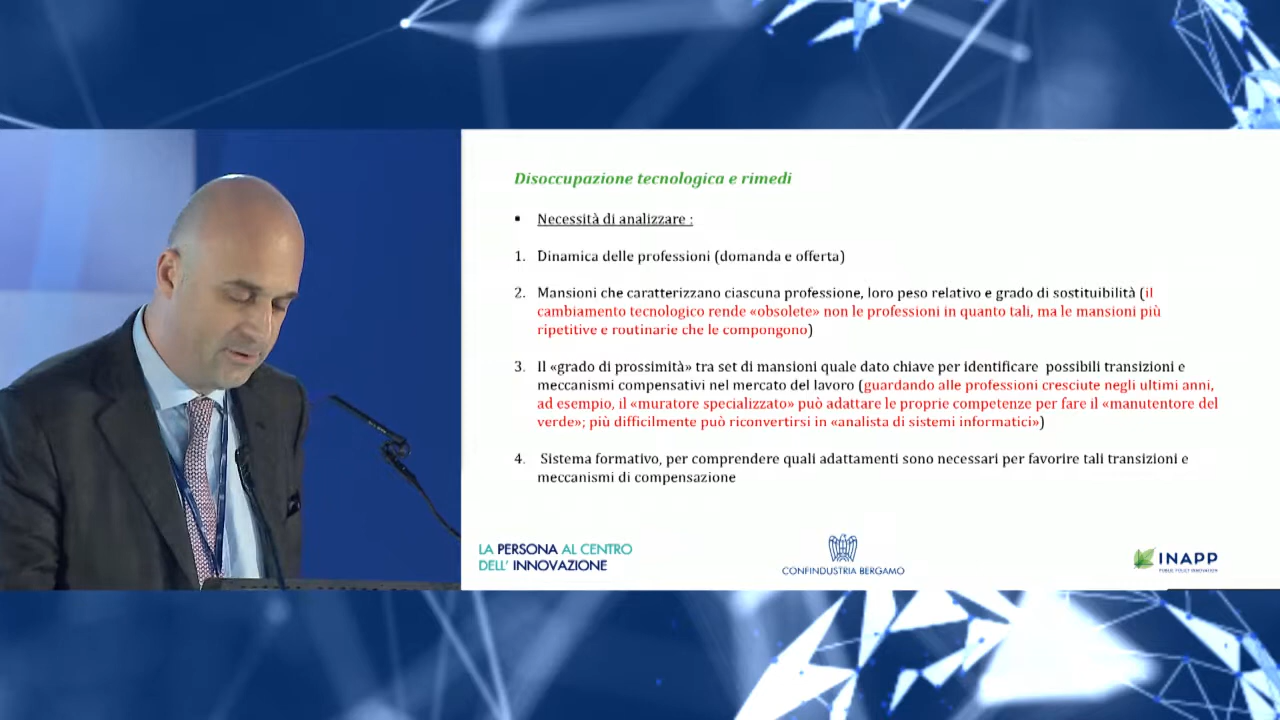 Disoccupazione tecnologica e rimedi
▪ Necessità di analizzare :
1. Dinamica delle professioni (domanda e offerta)
2. Mansioni che caratterizzano ciascuna professione, loro peso relativo e grado di sostituibilità (il
cambiamento tecnologico rende «obsolete» non le professioni in quanto tali, ma le mansioni più
ripetitive e routinarie che le compongono)
3. Il «grado di prossimità» tra set di mansioni quale dato chiave per identificare possibili transizioni e
meccanismi compensativi nel mercato del lavoro (guardando alle professioni cresciute negli ultimi anni,
ad esempio, il «muratore specializzato» può adattare le proprie competenze per fare il «manutentore del
verde»; più difficilmente può riconvertirsi in «analista di sistemi informatici»)
4. Sistema formativo, per comprendere quali adattamenti sono necessari per favorire tali transizioni e
meccanismi di compensazione
LA PERSONA AL CENTRO
DELL' INNOVAZIONE
CONFINDUSTRIA BERGAMO
INAPP
PUBLIC POLICY INNOVATION